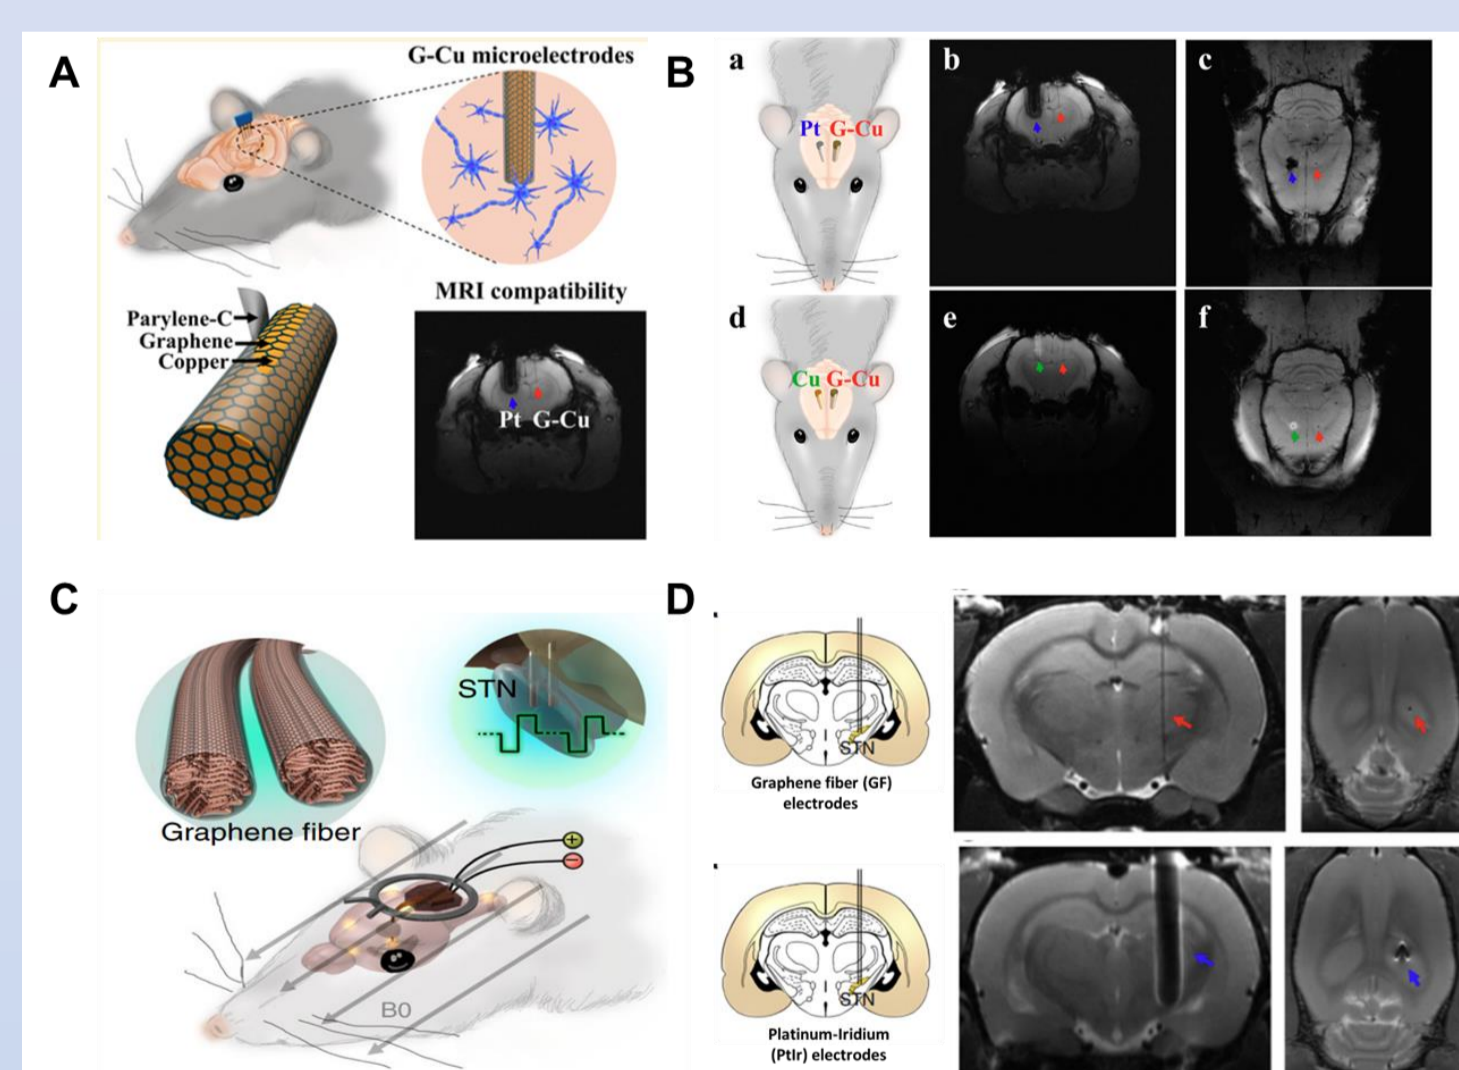 A
G-Cu microelectrodes
Parylene-C
Graphene
Copper
MRI compatibility
Pt G-Cu
B
a
Pt G-Cu
b
c
d
Cu G-Cu
e
f
C
Graphene fiber
STN
+
−
B0
D
STN
Graphene fiber (GF)
electrodes
STN
Platinum-Iridium
(PtIr) electrodes